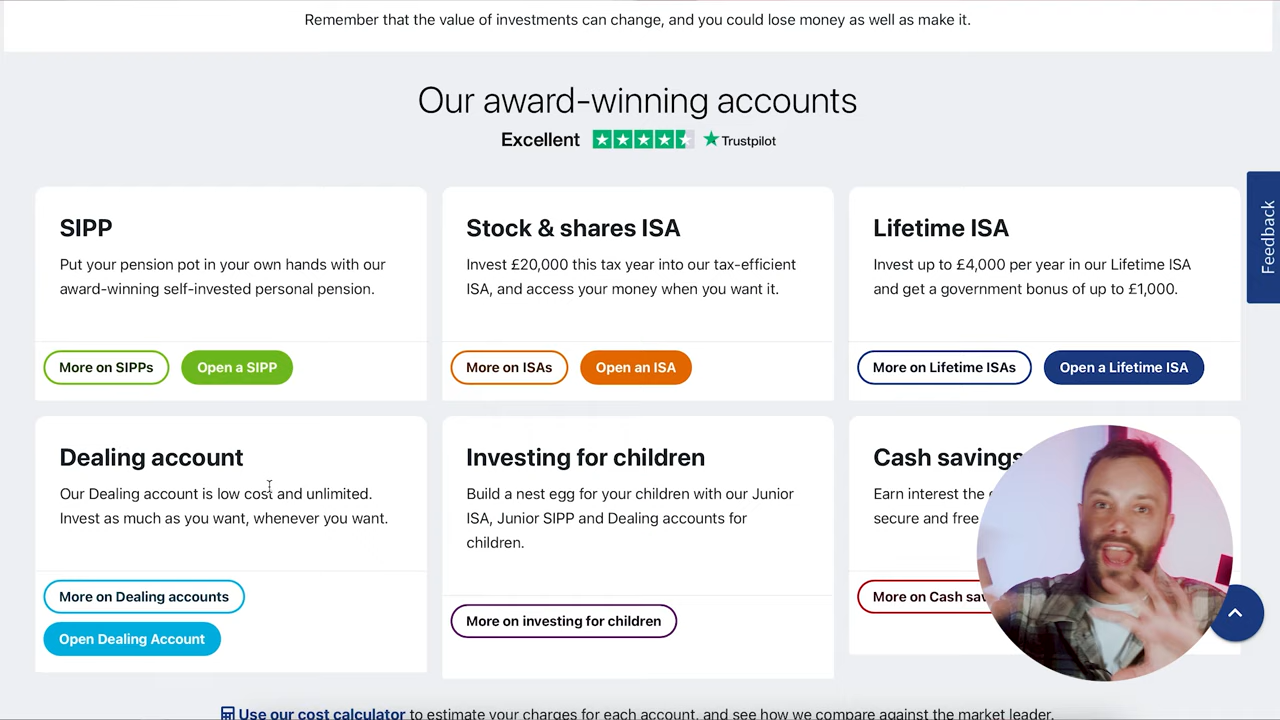 Remember that the value of investments can change, and you could lose money as well as make it.
Our award-winning accounts
Excellent Trustpilot
SIPP
Put your pension pot in your own hands with our
award-winning self-invested personal pension.
More on SIPPs Open a SIPP
Stock & shares ISA
Invest £20,000 this tax year into our tax-efficient
ISA, and access your money when you want it.
More on ISAs Open an ISA
Lifetime ISA
Invest up to £4,000 per year in our Lifetime ISA
and get a government bonus of up to £1,000.
More on Lifetime ISAs Open a Lifetime ISA
Feedback
Dealing account
Our Dealing account is low cost and unlimited.
Invest as much as you want, whenever you want.
More on Dealing accounts
Open Dealing Account
Investing for children
Build a nest egg for your children with our Junior
ISA, Junior SIPP and Dealing accounts for
children.
More on investing for children
Cash savings
Earn interest the
secure and free
More on Cash sav
Use our cost calculator to estimate your charges for each account, and see how we compare against the market leader.